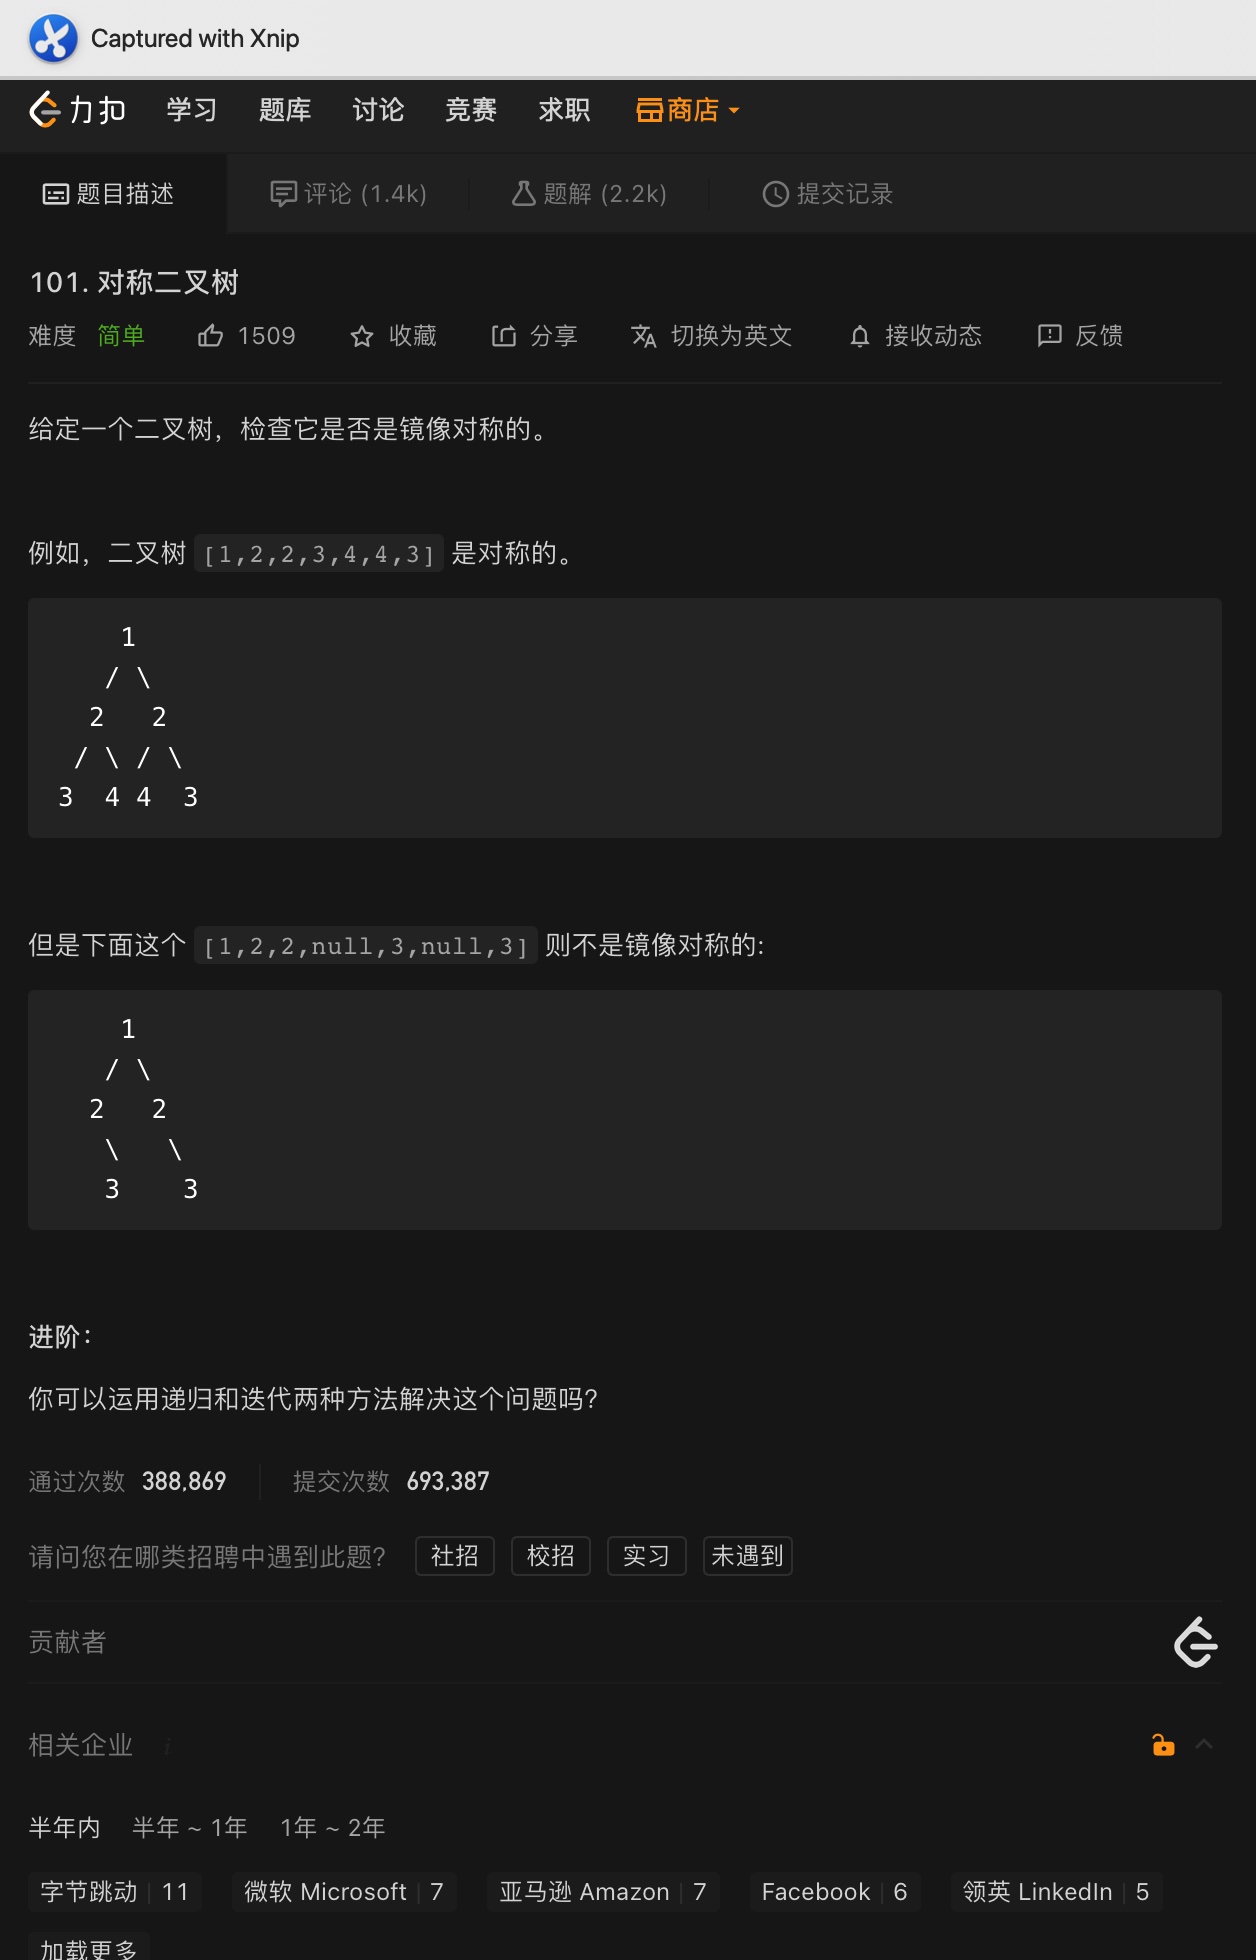 Captured with Xnip
力扣 学习 题库 讨论 竞赛 求职 商店
题目描述 评论 (1.4k) 题解 (2.2k) 提交记录
101. 对称二叉树
难度 简单 1509 收藏 分享 切换为英文 接收动态 反馈
给定一个二叉树，检查它是否是镜像对称的。
例如，二叉树 [1,2,2,3,4,4,3] 是对称的。
1
/ \
2 2
/ \ / \
3 4 4 3
但是下面这个 [1,2,2,null,3,null,3] 则不是镜像对称的:
1
/ \
2 2
\ \
3 3
进阶：
你可以运用递归和迭代两种方法解决这个问题吗?
通过次数 388,869 提交次数 693,387
请问您在哪类招聘中遇到此题? 社招 校招 实习 未遇到
贡献者
相关企业 i
半年内 半年 ~ 1年 1年 ~ 2年
字节跳动 11 微软 Microsoft 7 亚马逊 Amazon 7 Facebook 6 领英 LinkedIn 5
加载更多